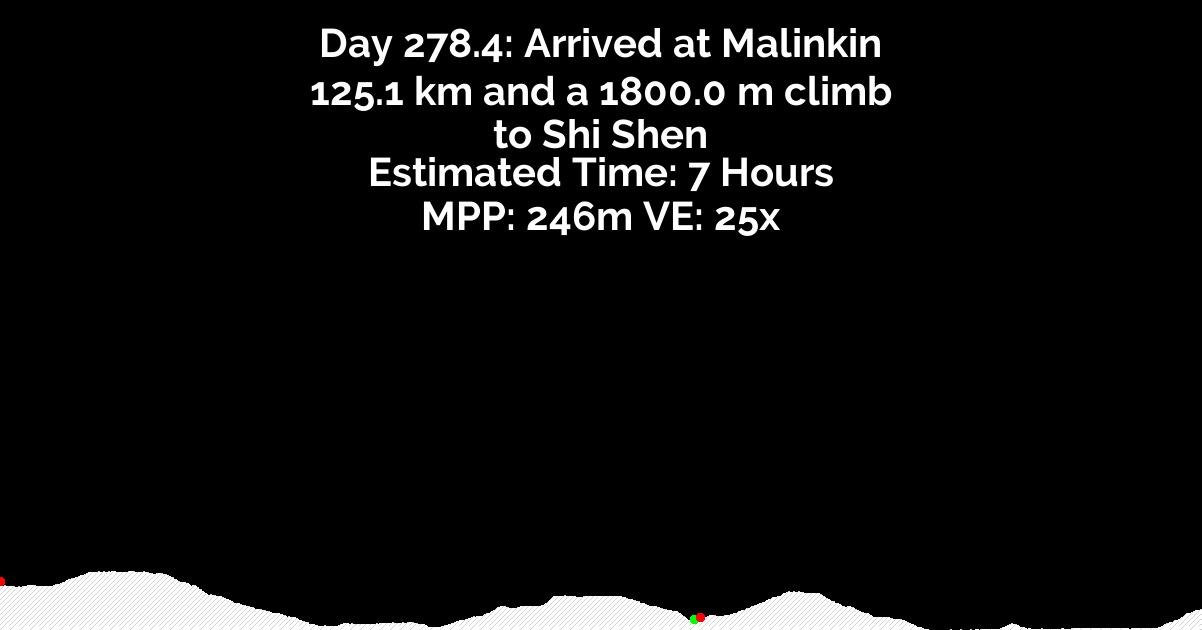 Day 278.4: Arrived at Malinkin
125.1 km and a 1800.0 m climb
to Shi Shen
Estimated Time: 7 Hours
MPP: 246m VE: 25x